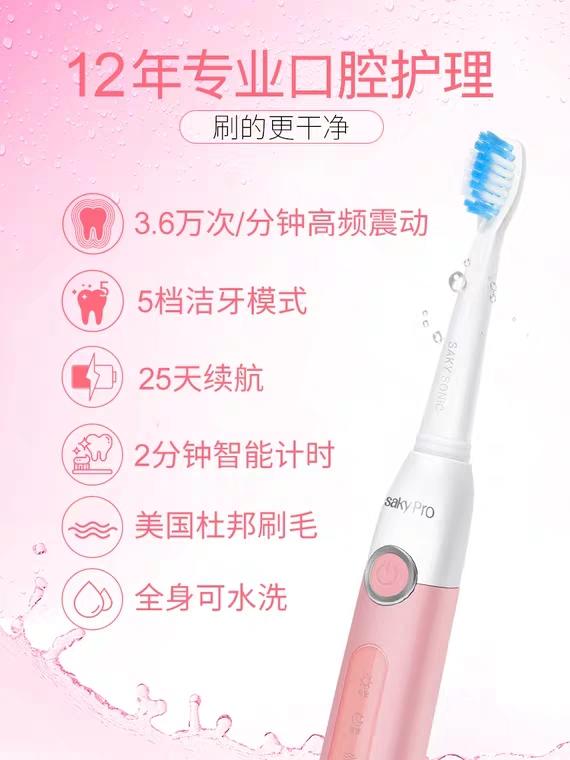 12年专业口腔护理
刷的更干净
3.6万次/分钟高频震动
5
5档洁牙模式
25天续航
2分钟智能计时
美国杜邦刷毛
全身可水洗
SAKY SONIC
saky Pro